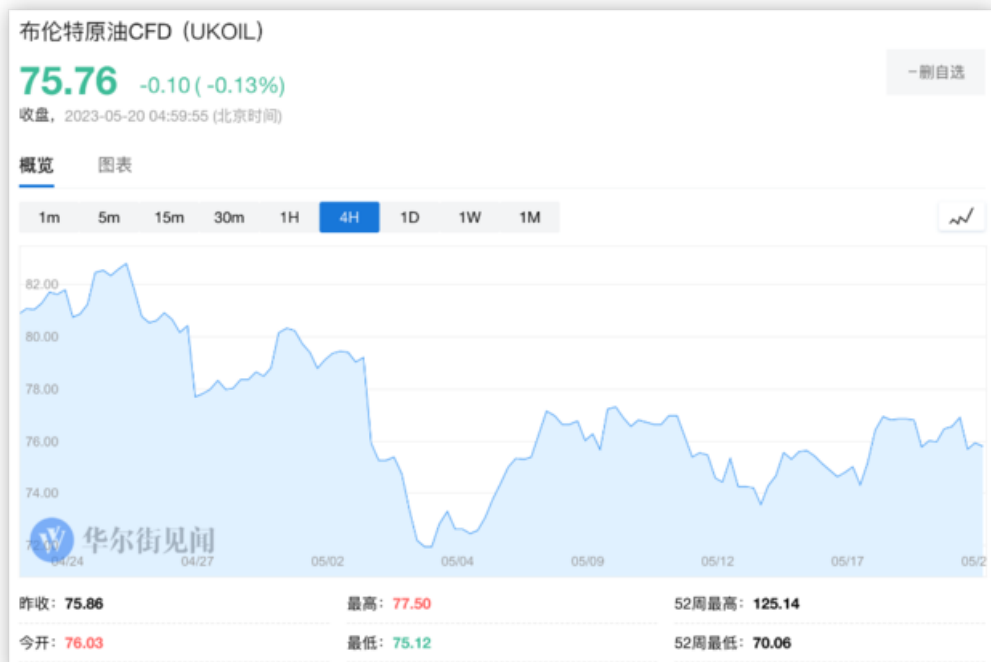 布伦特原油CFD（UKOIL）
75.76 -0.10 ( -0.13%)
-删自选
收盘，2023-05-20 04:59:55 (北京时间)
概览 图表
1m 5m 15m 30m 1H 4H 1D 1W 1M
82.00
80.00
78.00
76.00
74.00
华尔街见闻
04/24 04/27 05/02 05/04 05/09 05/12 05/17 05/2
昨收：75.86 最高：77.50 52周最高：125.14
今开：76.03 最低：75.12 52周最低：70.06